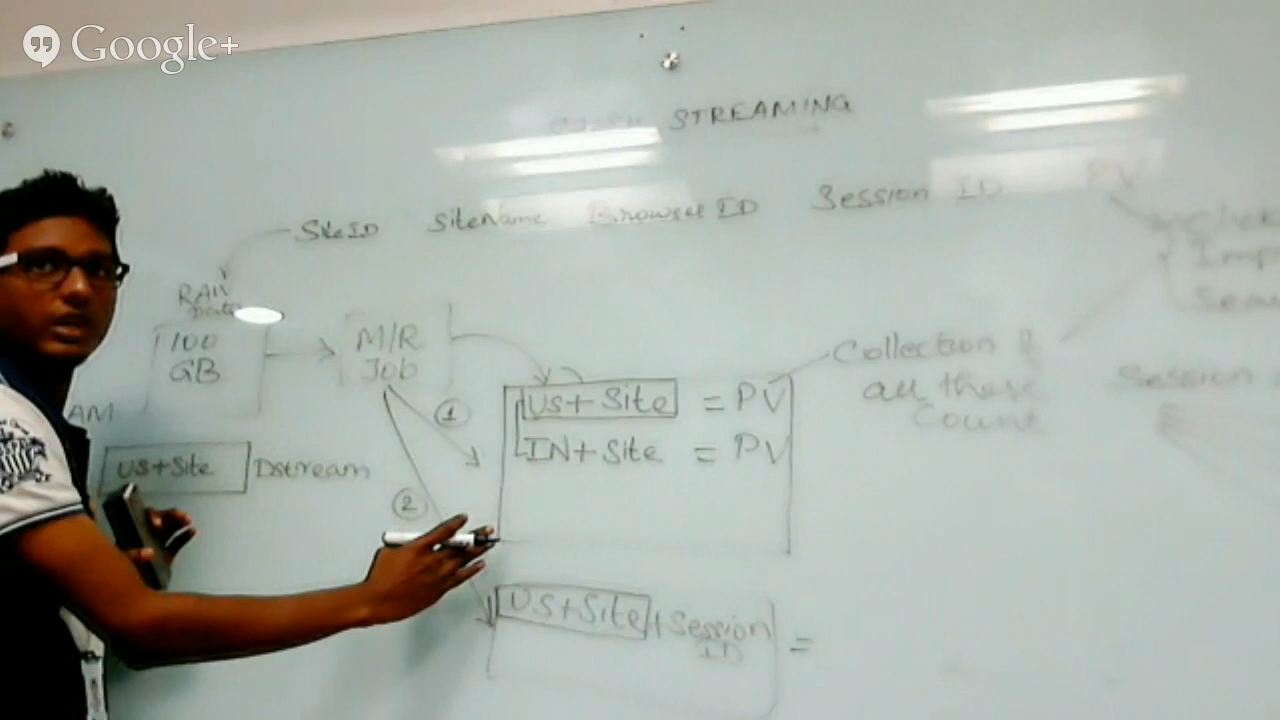 Google+
STREAMING
SiteID SiteName Browser ID Session ID PV
RAW
Data
100
GB
M/R
Job
Collection &
all these
Count
Session
AM
US+Site = PV
IN+Site = PV
1
US+Site Dstream
2
US+Site+Session
ID
=